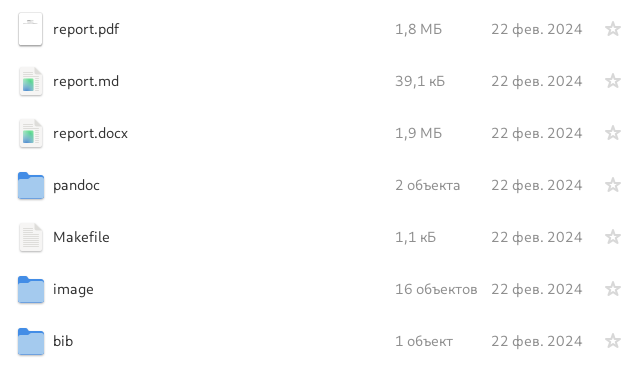 report.pdf 1,8 МБ 22 фев. 2024
report.md 39,1 кБ 22 фев. 2024
report.docx 1,9 МБ 22 фев. 2024
pandoc 2 объекта 22 фев. 2024
Makefile 1,1 кБ 22 фев. 2024
image 16 объектов 22 фев. 2024
bib 1 объект 22 фев. 2024